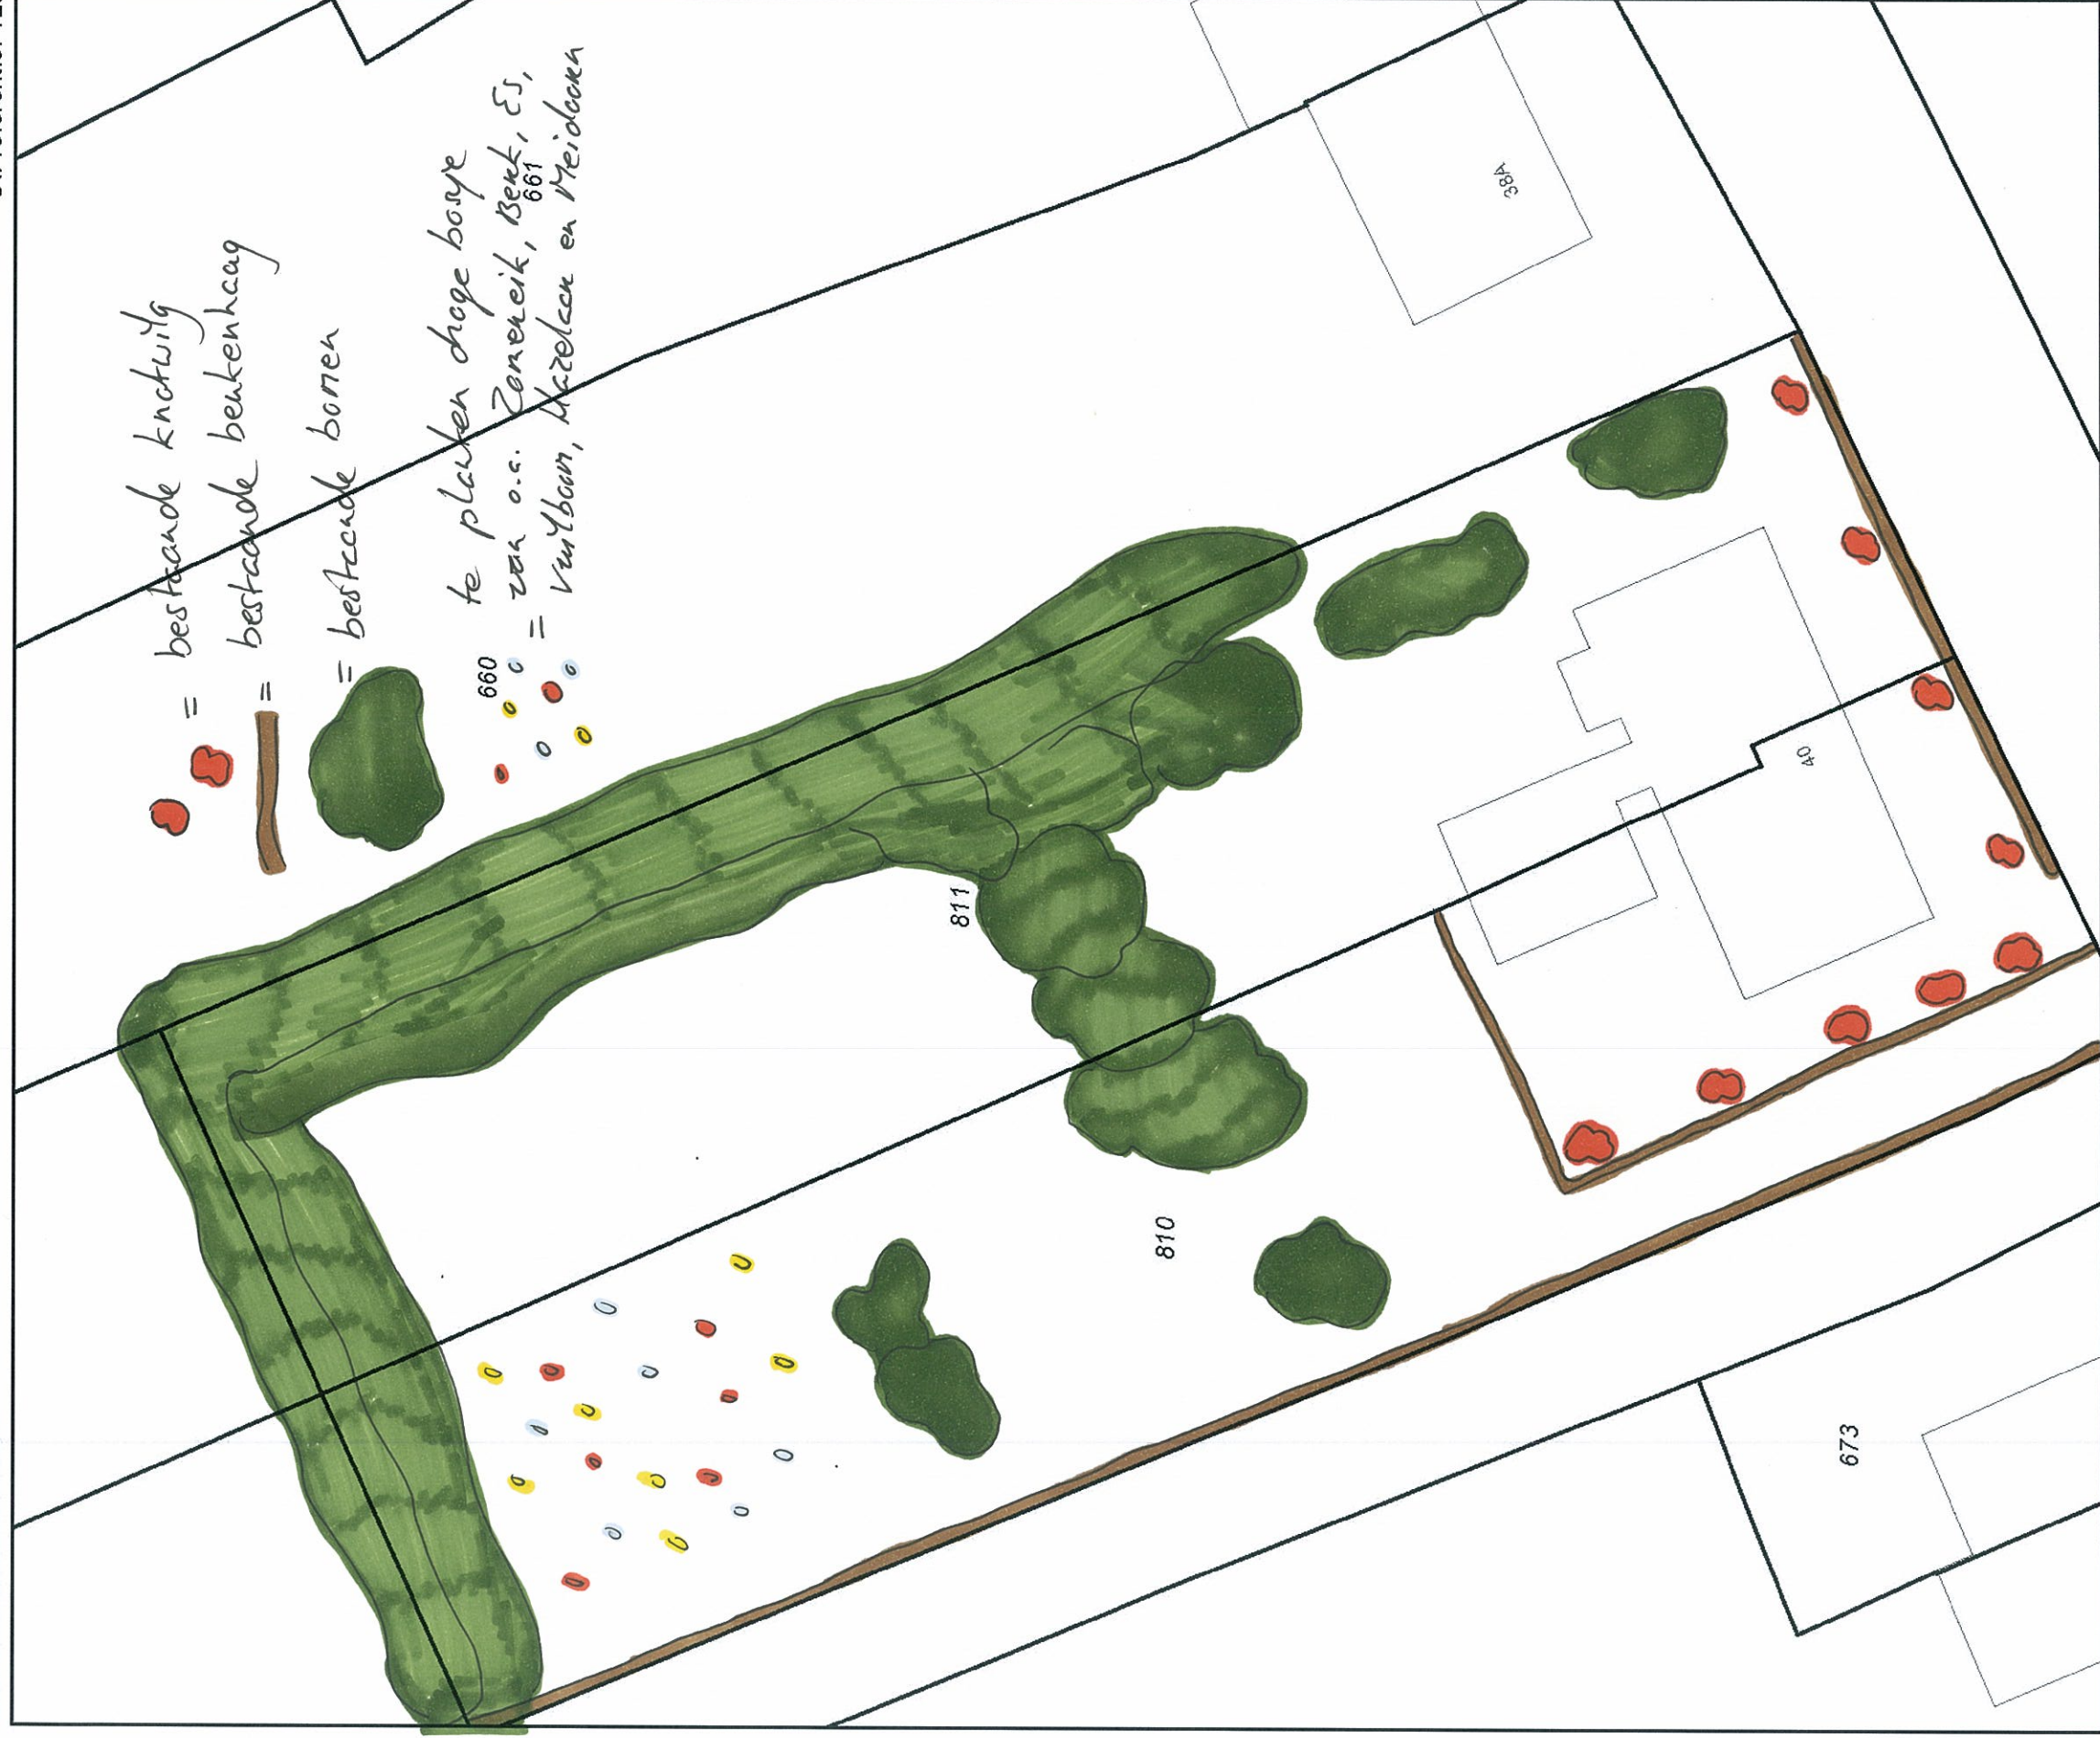 = bestaande knotwilg
= bestaande beukenhaag
= bestaande bomen
te planten droge bosje
van o.a. Zomereik, Berk, Es,
= vuilboom, Hazelaar en Meidoorn
660
661
38A
811
40
810
673